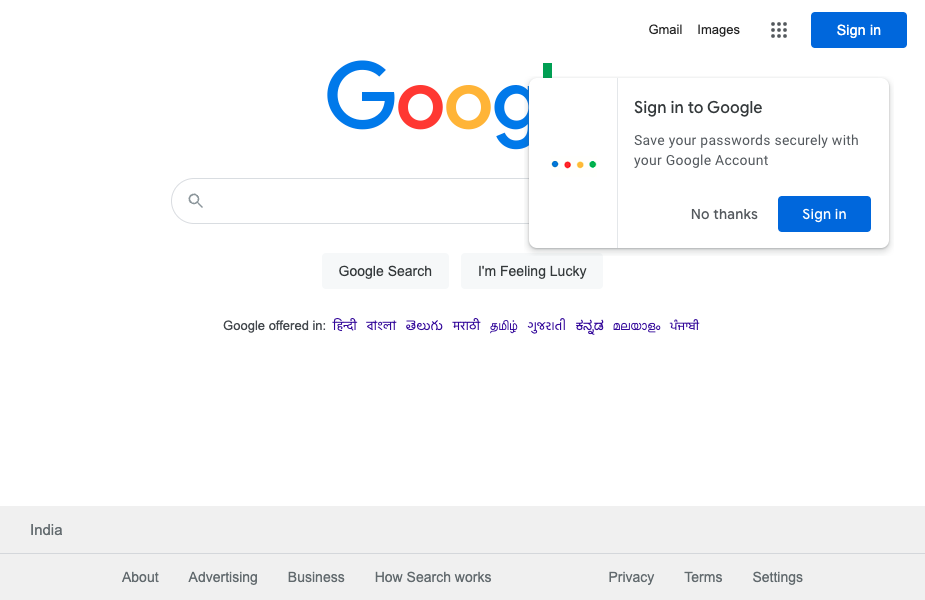 Gmail Images
Sign in
Goog
Sign in to Google
Save your passwords securely with
your Google Account
No thanks
Sign in
Google Search
I'm Feeling Lucky
Google offered in: हिन्दी বাংলা తెలుగు मराठी தமிழ் ગુજરાતી ಕನ್ನಡ മലയാളം ਪੰਜਾਬੀ
India
About Advertising Business How Search works Privacy Terms Settings